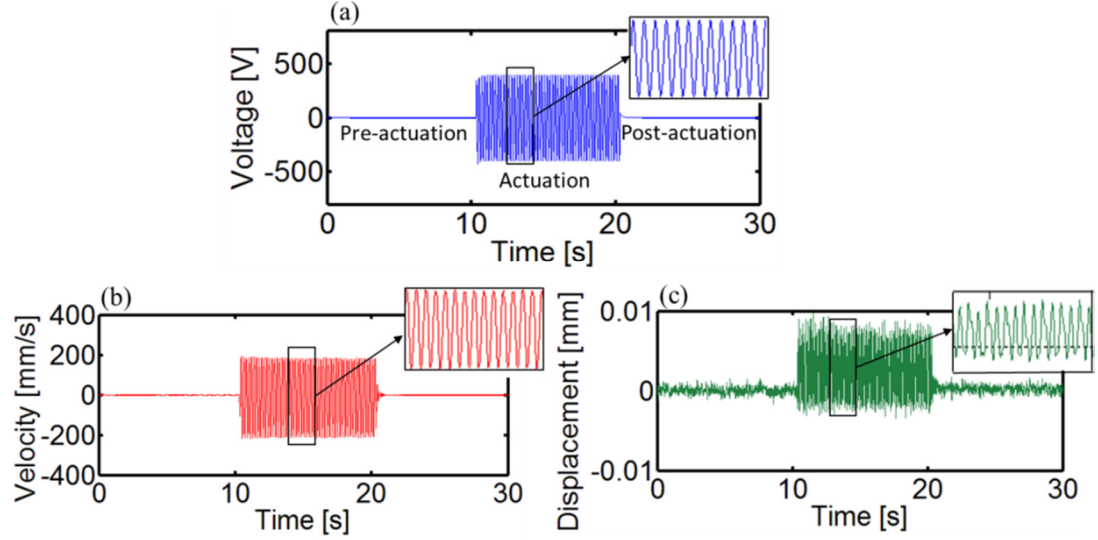 (a)
Voltage [V]
500
0
-500
Pre-actuation
Actuation
Post-actuation
0 10 20 30
Time [s]
(b)
Velocity [mm/s]
400
200
0
-200
-400
0 10 20 30
Time [s]
(c)
Displacement [mm]
0.01
0
-0.01
0 10 20 30
Time [s]